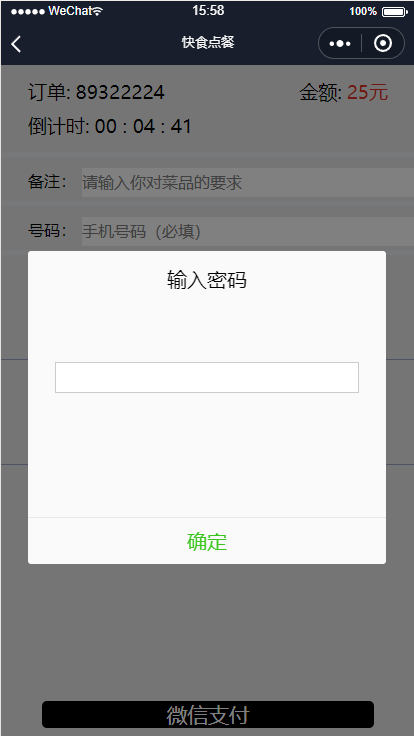 ●●●●● WeChat 15:58 100%
快食点餐
订单: 89322224 金额: 25元
倒计时: 00 : 04 : 41
备注: 请输入你对菜品的要求
号码: 手机号码（必填）
输入密码
确定
微信支付